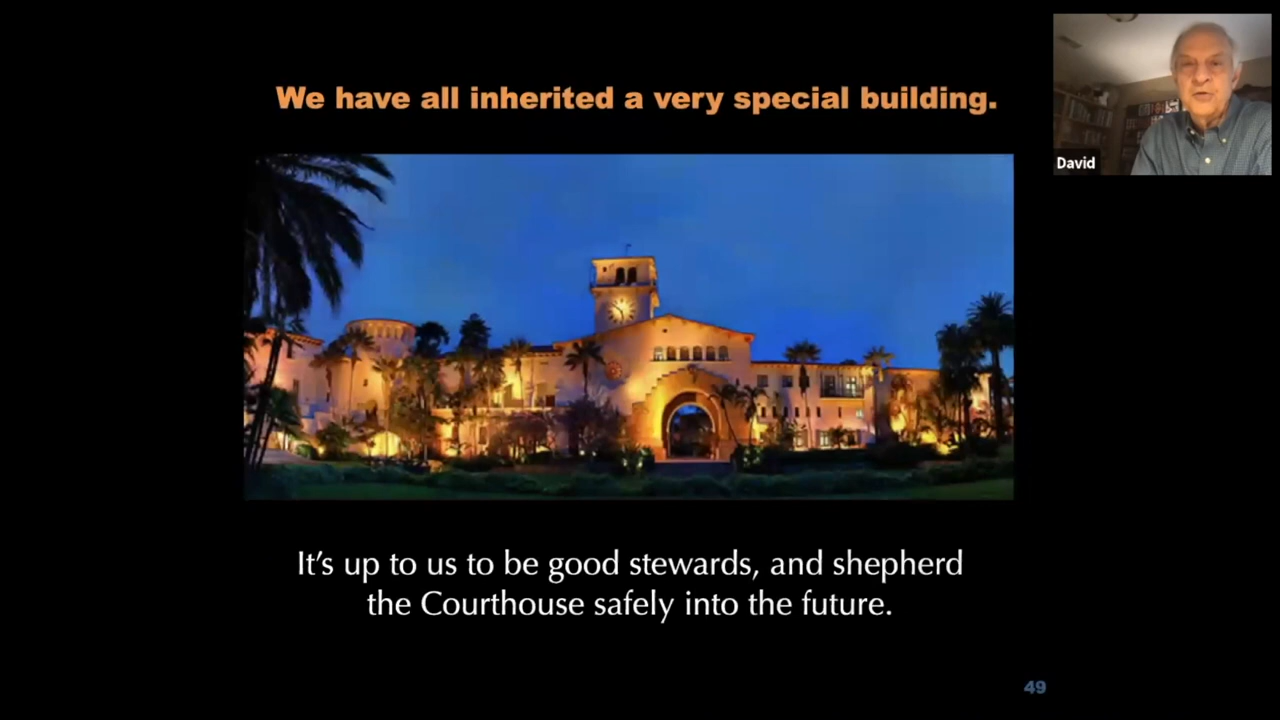 We have all inherited a very special building.
David
It's up to us to be good stewards, and shepherd
the Courthouse safely into the future.
49